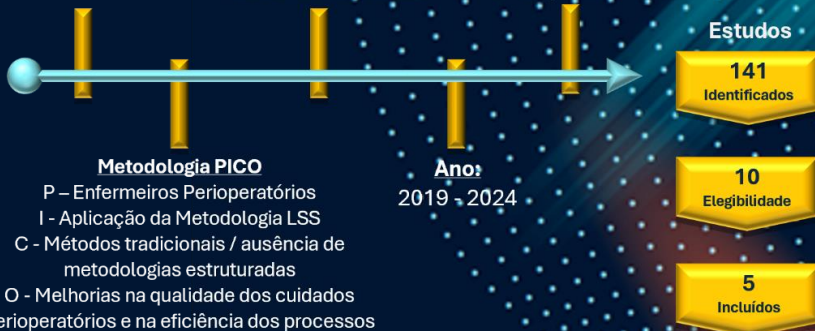 Metodologia PICO
P – Enfermeiros Perioperatórios
I - Aplicação da Metodologia LSS
C - Métodos tradicionais / ausência de
metodologias estruturadas
O - Melhorias na qualidade dos cuidados
erioperatórios e na eficiência dos processos
Ano:
2019 - 2024
Estudos
141
Identificados
10
Elegibilidade
5
Incluídos